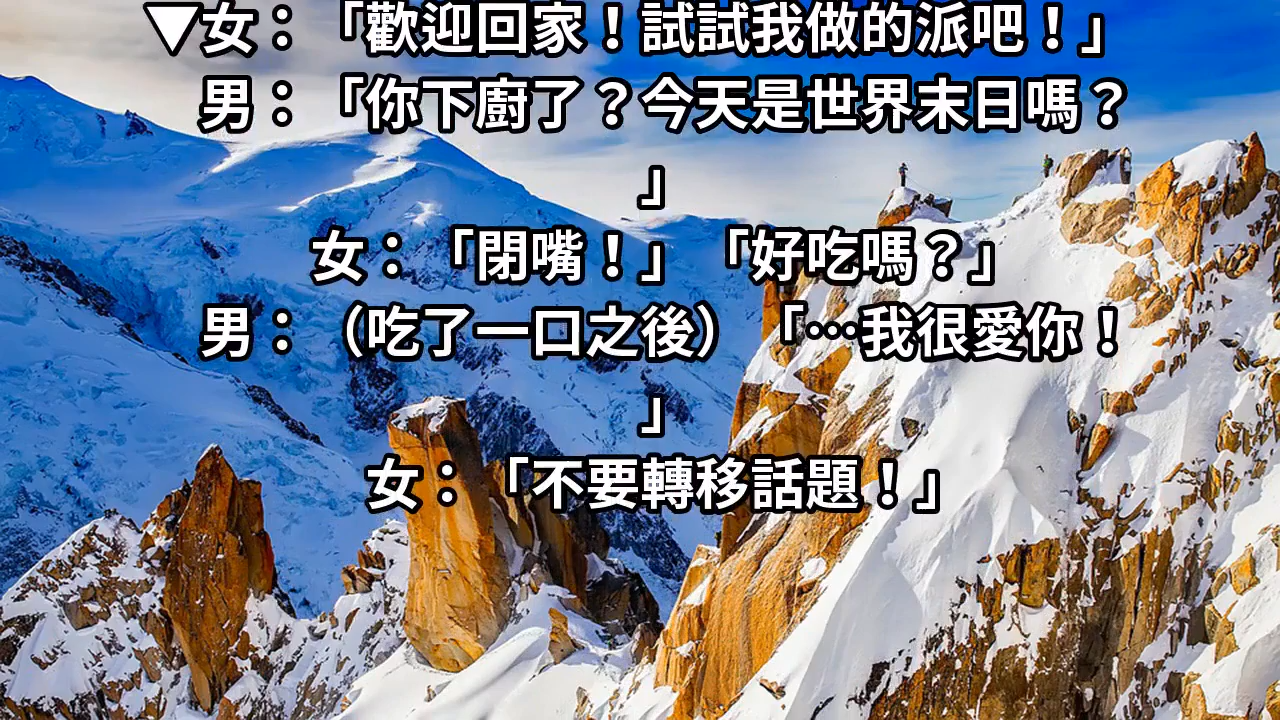 ▼女：「歡迎回家！試試我做的派吧！」
男：「你下廚了？今天是世界末日嗎？
」
女：「閉嘴！」「好吃嗎？」
男：（吃了一口之後）「…我很愛你！
」
女：「不要轉移話題！」